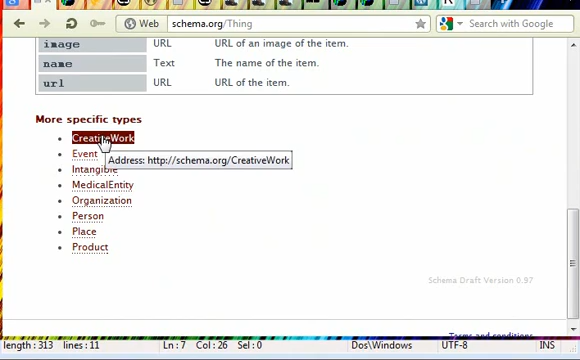 Web schema.org/Thing Search with Google
image URL URL of an image of the item.
name Text The name of the item.
url URL URL of the item.
More specific types
CreativeWork
Event
Address: http://schema.org/CreativeWork
Intangible
MedicalEntity
Organization
Person
Place
Product
Schema Draft Version 0.97
Terms and conditions
length : 313 lines : 11 Ln : 7 Col : 26 Sel : 0 Dos\Windows UTF-8 INS